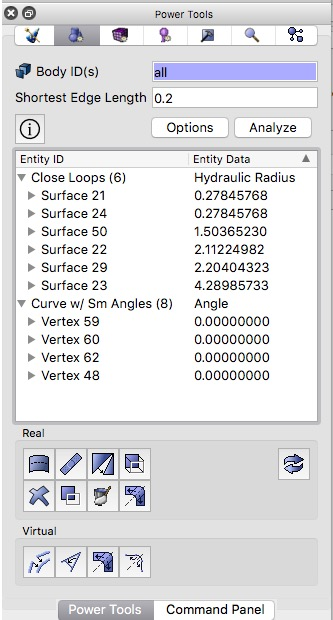 Power Tools
Body ID(s) all
Shortest Edge Length 0.2
Options Analyze
Entity ID Entity Data
Close Loops (6) Hydraulic Radius
Surface 21 0.27845768
Surface 24 0.27845768
Surface 50 1.50365230
Surface 22 2.11224982
Surface 29 2.20404323
Surface 23 4.28985733
Curve w/ Sm Angles (8) Angle
Vertex 59 0.00000000
Vertex 60 0.00000000
Vertex 62 0.00000000
Vertex 48 0.00000000
Real
Virtual
Power Tools Command Panel